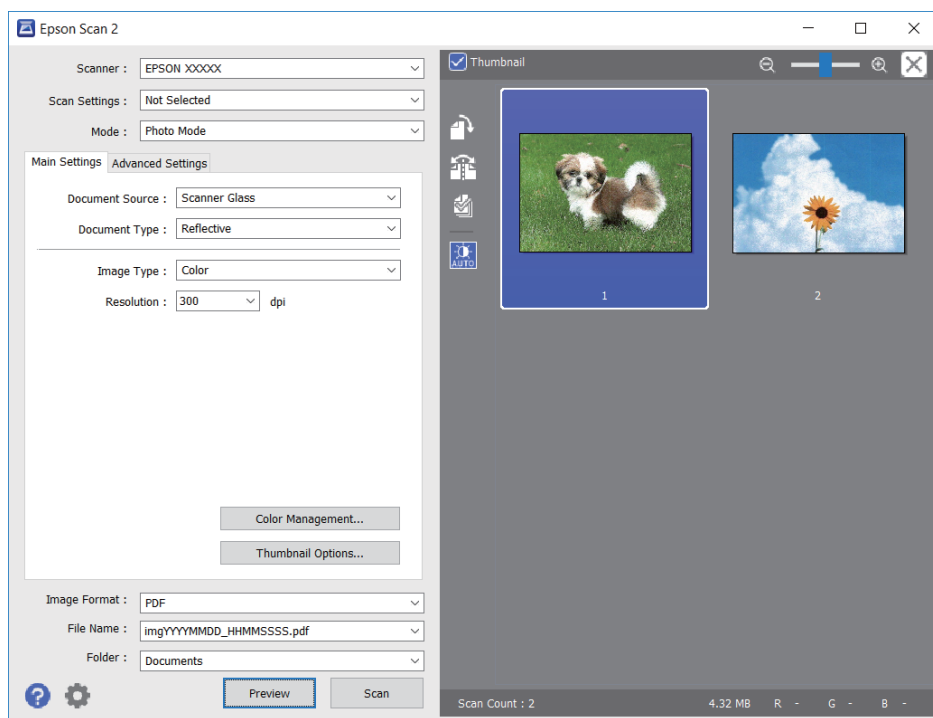 Epson Scan 2
Scanner : EPSON XXXXX
Scan Settings : Not Selected
Mode : Photo Mode
Main Settings Advanced Settings
Document Source : Scanner Glass
Document Type : Reflective
Image Type : Color
Resolution : 300 dpi
Color Management...
Thumbnail Options...
Image Format : PDF
File Name : imgYYYYMMDD_HHMMSSSS.pdf
Folder : Documents
Preview Scan
Thumbnail
AUTO
1 2
Scan Count : 2 4.32 MB R - G - B -